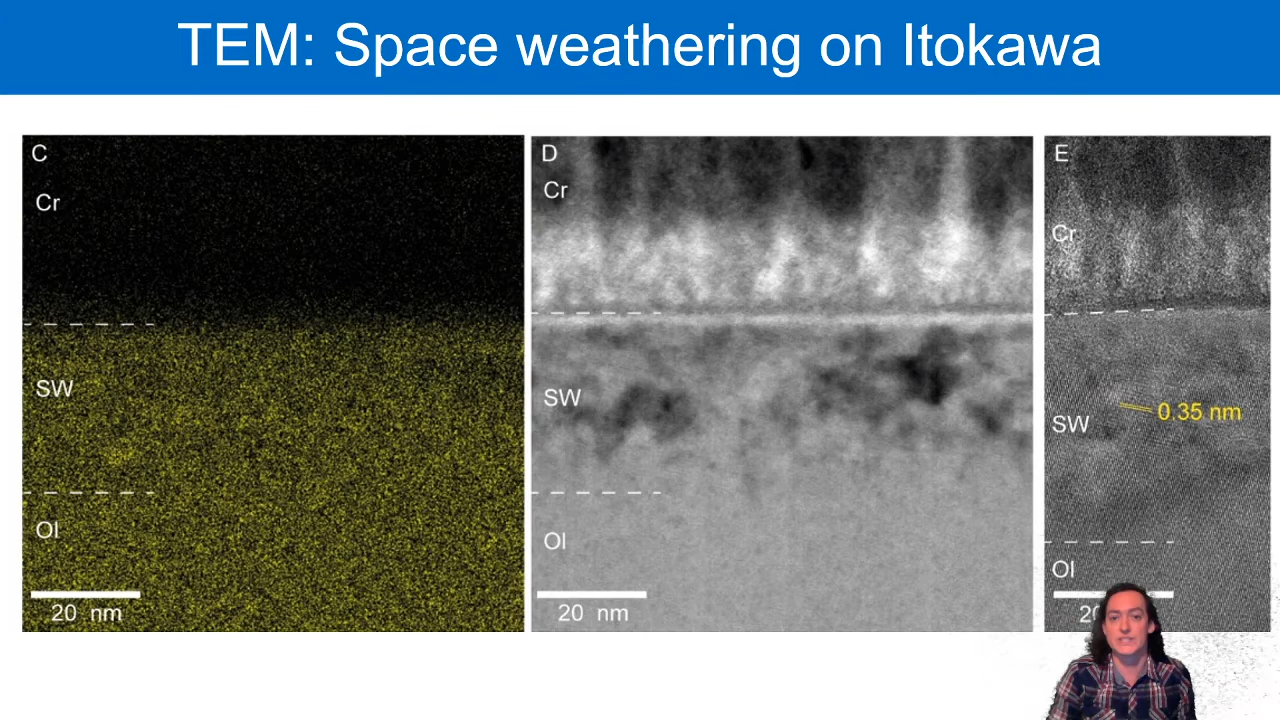 TEM: Space weathering on Itokawa
C
Cr
SW
Ol
20 nm
D
Cr
SW
Ol
20 nm
E
Cr
0.35 nm
SW
Ol